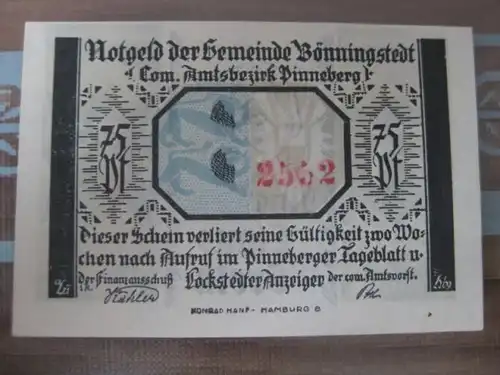 Notgeld der Gemeinde Bönningstedt
(Com. Amtsbezirk Pinneberg)
75 Pf
2562
75 Pf
Dieser Schein verliert seine Gültigkeit zwo Wo-
chen nach Aufruf im Pinneberger Tageblatt u.
Lockstedter Anzeiger
der Finanzausschuß
der com. Amtsvorst.
KONRAD HANF - HAMBURG 8